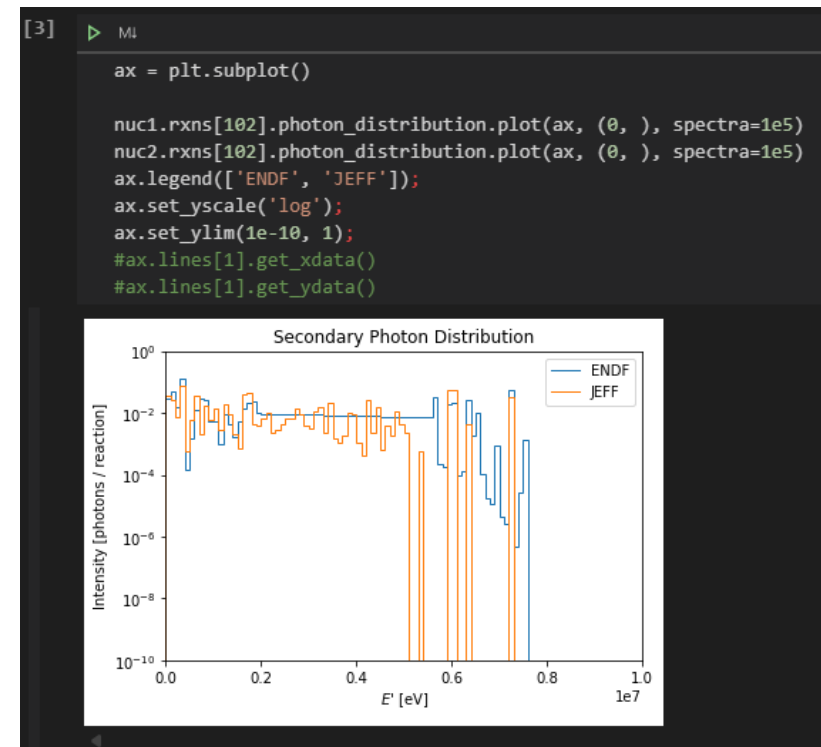 [3]
M↓
ax = plt.subplot()
nuc1.rxns[102].photon_distribution.plot(ax, (0, ), spectra=1e5)
nuc2.rxns[102].photon_distribution.plot(ax, (0, ), spectra=1e5)
ax.legend(['ENDF', 'JEFF']);
ax.set_yscale('log');
ax.set_ylim(1e-10, 1);
#ax.lines[1].get_xdata()
#ax.lines[1].get_ydata()
Secondary Photon Distribution
ENDF
JEFF
Intensity [photons / reaction]
10⁰
10⁻²
10⁻⁴
10⁻⁶
10⁻⁸
10⁻¹⁰
0.0 0.2 0.4 0.6 0.8 1.0
1e7
E' [eV]